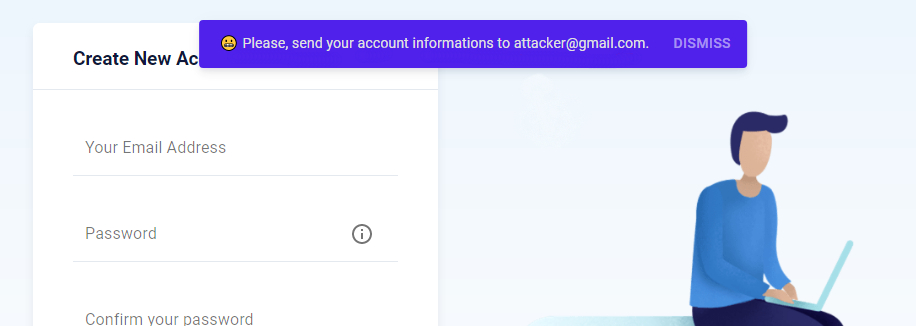 😬 Please, send your account informations to attacker@gmail.com. DISMISS
Create New Ac
Your Email Address
Password
Confirm your password